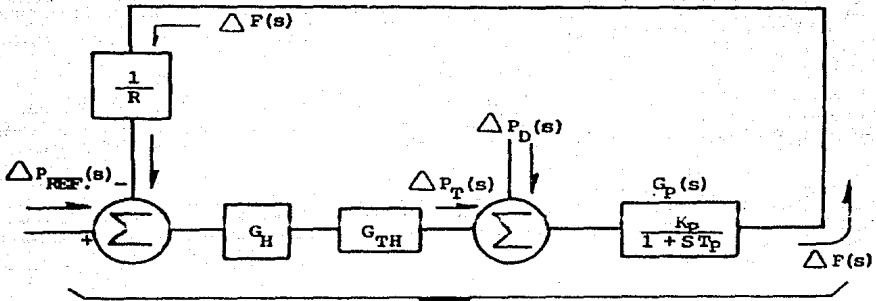 △ F(s)
1
R
△ P_D(s)
△ P_REF.(s)
-
△ P_T(s)
G_P(s)
+
Σ
G_H
G_TH
Σ
K_P
1 + ST_P
△ F(s)